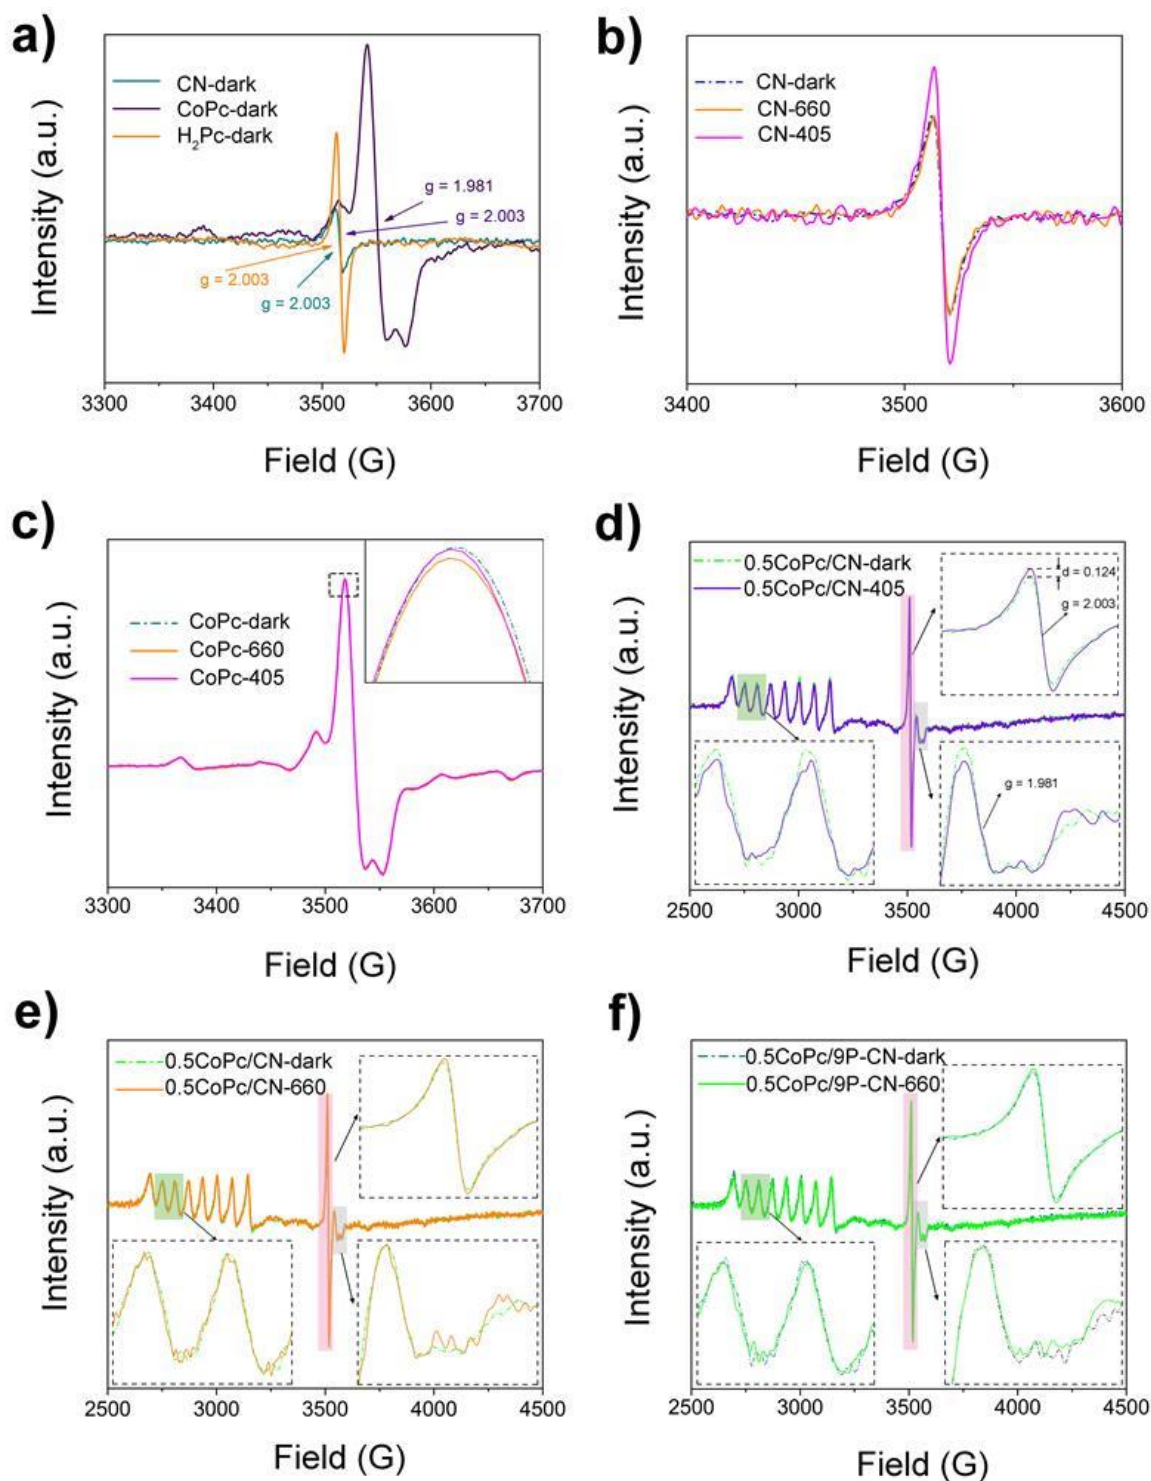 a)
CN-dark
CoPc-dark
H₂Pc-dark
g = 1.981
g = 2.003
g = 2.003
g = 2.003
Intensity (a.u.)
3300 3400 3500 3600 3700
Field (G)
b)
CN-dark
CN-660
CN-405
Intensity (a.u.)
3400 3500 3600
Field (G)
c)
CoPc-dark
CoPc-660
CoPc-405
Intensity (a.u.)
3300 3400 3500 3600 3700
Field (G)
d)
0.5CoPc/CN-dark
0.5CoPc/CN-405
d = 0.124
g = 2.003
g = 1.981
Intensity (a.u.)
2500 3000 3500 4000 4500
Field (G)
e)
0.5CoPc/CN-dark
0.5CoPc/CN-660
Intensity (a.u.)
2500 3000 3500 4000 4500
Field (G)
f)
0.5CoPc/9P-CN-dark
0.5CoPc/9P-CN-660
Intensity (a.u.)
2500 3000 3500 4000 4500
Field (G)